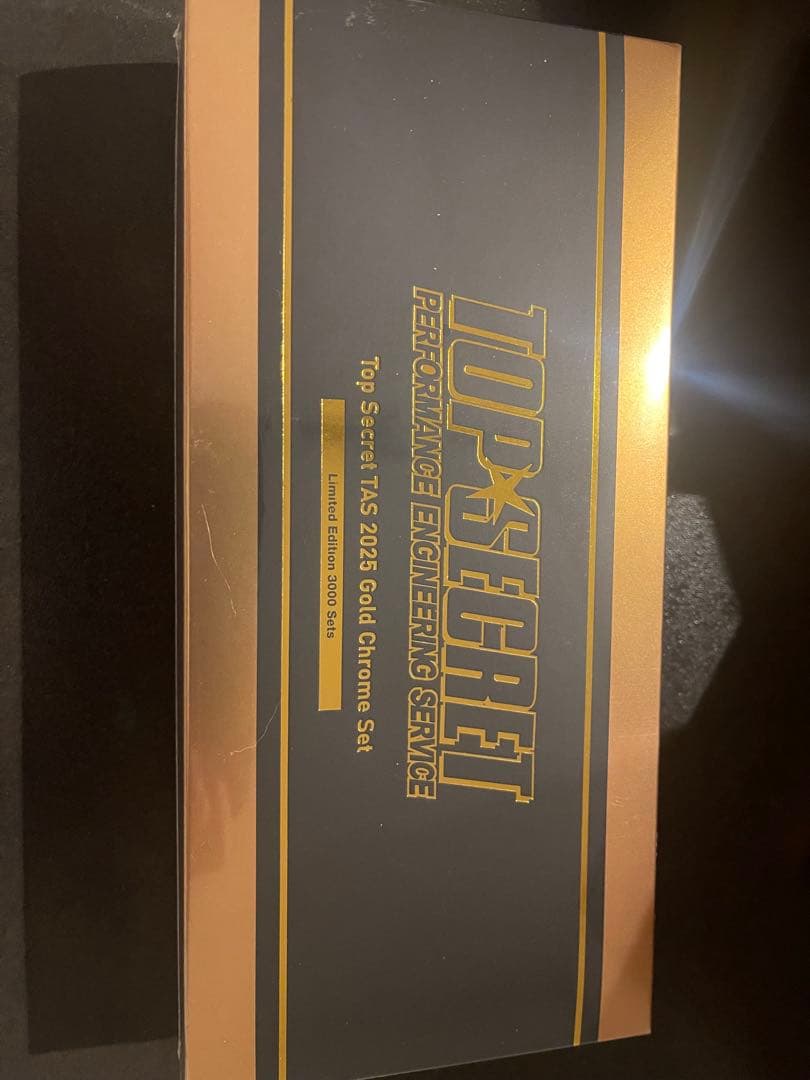 TOP SECRET
PERFORMANCE ENGINEERING SERVICE
Top Secret TAS 2025 Gold Chrome Set
Limited Edition 3000 Sets